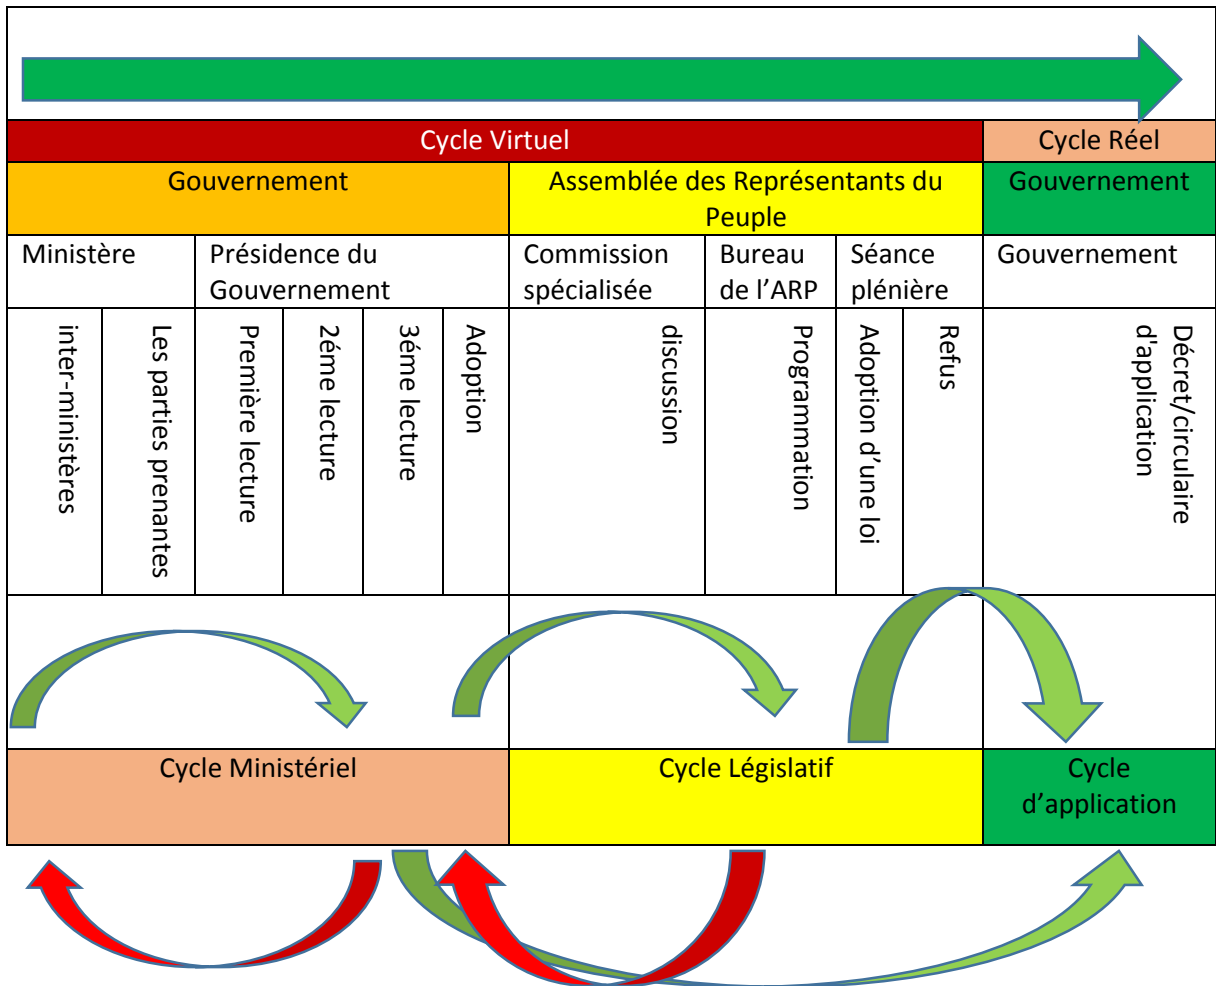 Cycle Virtuel
Cycle Réel
Gouvernement
Assemblée des Représentants du
Peuple
Gouvernement
Ministère
Présidence du
Gouvernement
Commission
spécialisée
Bureau
de l’ARP
Séance
plénière
Gouvernement
inter-ministères
Les parties prenantes
Première lecture
2éme lecture
3éme lecture
Adoption
discussion
Programmation
Adoption d’une loi
Refus
Décret/circulaire
d'application
Cycle Ministériel
Cycle Législatif
Cycle
d’application